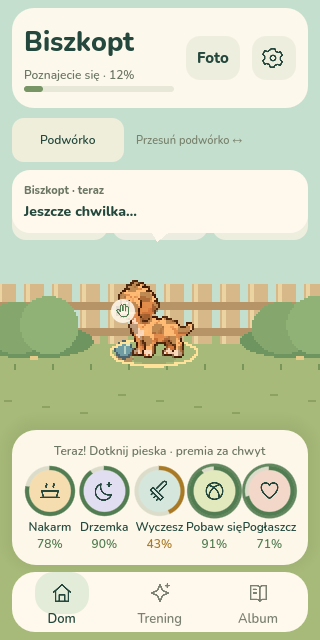 Biszkopt
Poznajecie się · 12%
Foto
Podwórko
Przesuń podwórko ↔
Biszkopt · teraz
Jeszcze chwilka...
Teraz! Dotknij pieska · premia za chwyt
Nakarm Drzemka Wyczesz Pobaw się Pogłaszcz
78% 90% 43% 91% 71%
Dom Trening Album